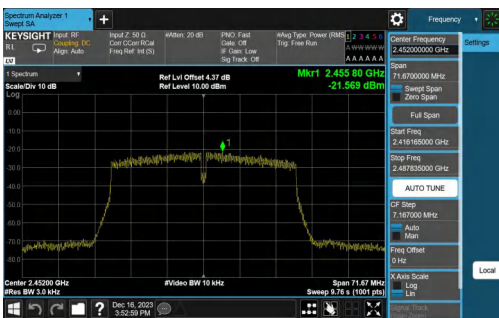 Spectrum Analyzer 1
Swept SA
Frequency
KEYSIGHT
RL
Input: RF
Coupling: DC
Align: Auto
Input Z: 50 Ω
Corr CCorr RCal
Freq Ref: Int (S)
#Atten: 20 dB
PNO: Fast
Gate: Off
IF Gain: Low
Sig Track: Off
#Avg Type: Power (RMS
Trig: Free Run
1 2 3 4 5 6
A W W W W W
A A A A A A
LXI
1 Spectrum
Scale/Div 10 dB
Ref Lvl Offset 4.37 dB
Ref Level 10.00 dBm
Mkr1 2.455 80 GHz
-21.569 dBm
Log
0.00
-10.0
-20.0
-30.0
-40.0
-50.0
-60.0
-70.0
-80.0
1
Center 2.45200 GHz
#Res BW 3.0 kHz
#Video BW 10 kHz
Span 71.67 MHz
Sweep 9.76 s (1001 pts)
Dec 16, 2023
3:52:59 PM
Center Frequency
2.452000000 GHz
Settings
Span
71.6700000 MHz
Swept Span
Zero Span
Full Span
Start Freq
2.416165000 GHz
Stop Freq
2.487835000 GHz
AUTO TUNE
CF Step
7.167000 MHz
Auto
Man
Freq Offset
0 Hz
X Axis Scale
Log
Lin
Local
Signal Track